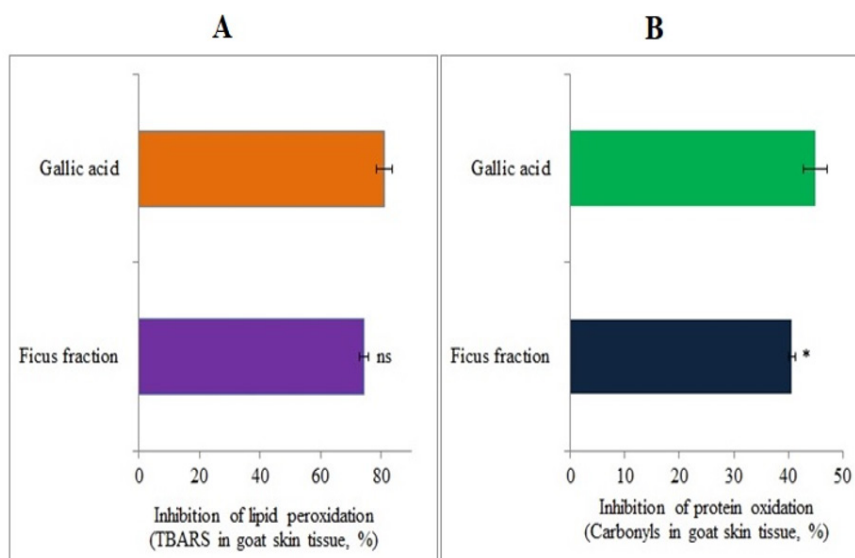 A
Gallic acid
Ficus fraction
ns
0 20 40 60 80
Inhibition of lipid peroxidation
(TBARS in goat skin tissue, %)
B
Gallic acid
Ficus fraction
*
0 10 20 30 40 50
Inhibition of protein oxidation
(Carbonyls in goat skin tissue, %)